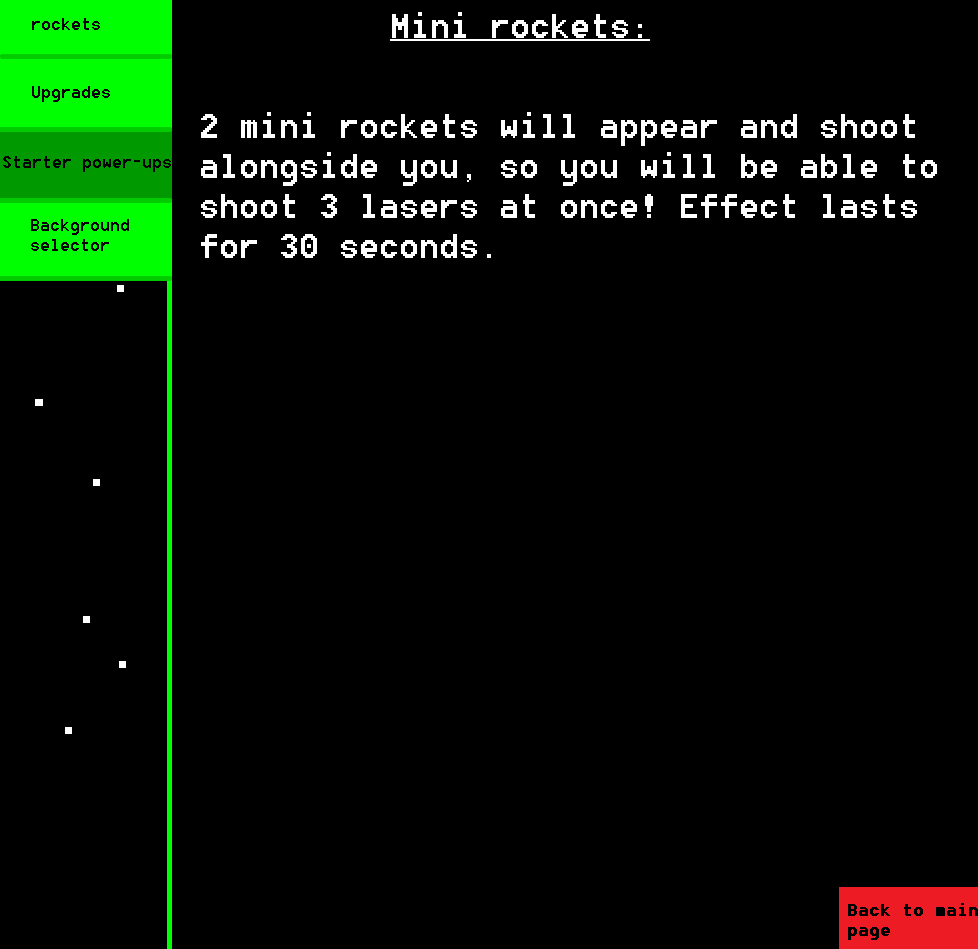 rockets
Upgrades
Starter power-ups
Background
selector
Mini rockets:
2 mini rockets will appear and shoot
alongside you, so you will be able to
shoot 3 lasers at once! Effect lasts
for 30 seconds.
Back to main
page